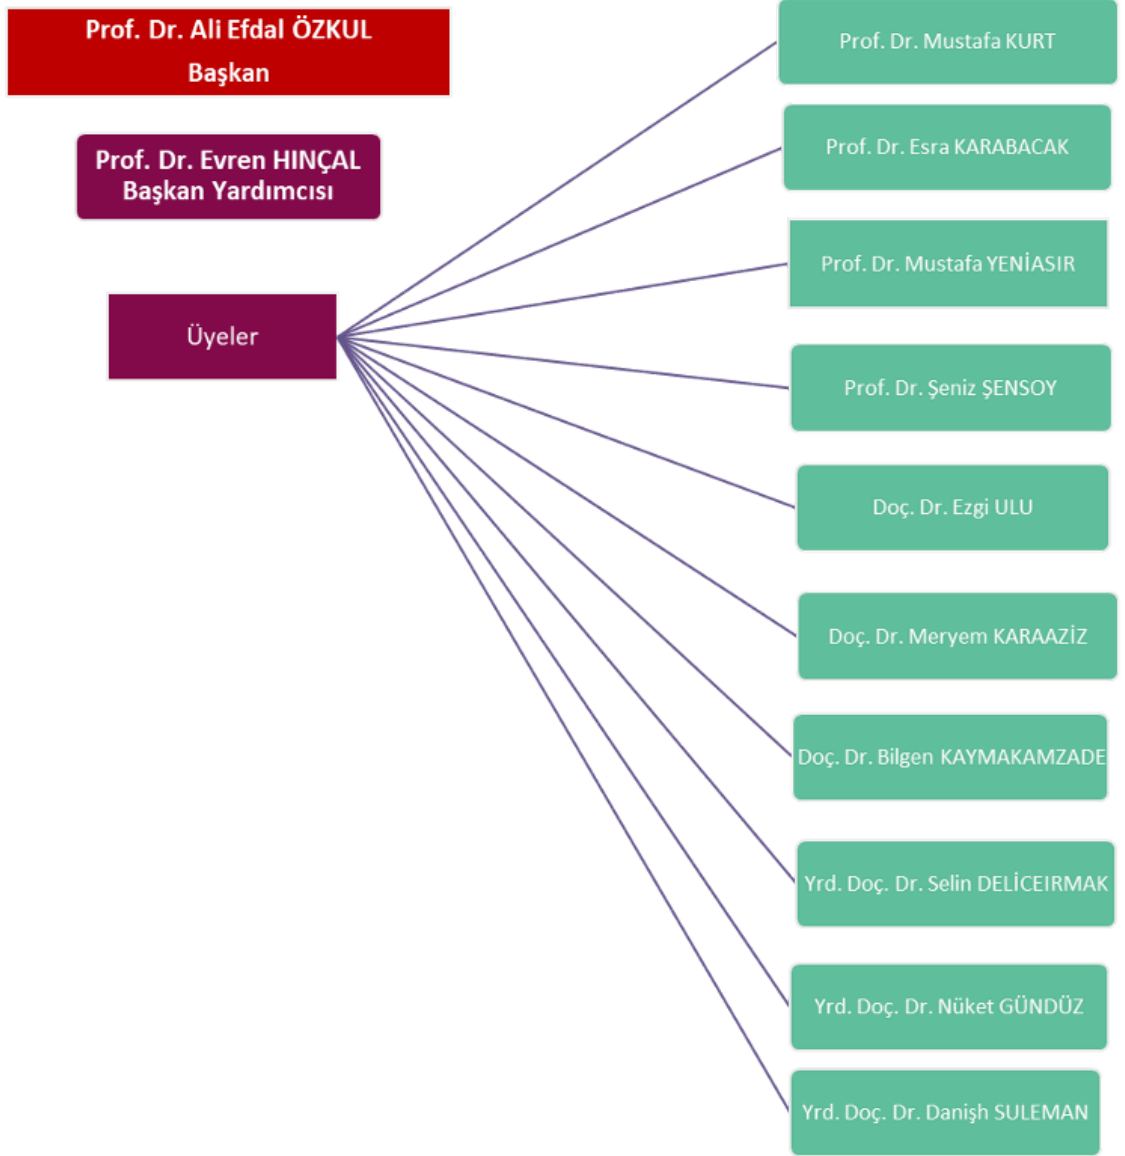 Prof. Dr. Ali Efdal ÖZKUL
Başkan
Prof. Dr. Evren HINÇAL
Başkan Yardımcısı
Üyeler
Prof. Dr. Mustafa KURT
Prof. Dr. Esra KARABACAK
Prof. Dr. Mustafa YENİASIR
Prof. Dr. Şeniz ŞENSOY
Doç. Dr. Ezgi ULU
Doç. Dr. Meryem KARAAZİZ
Doç. Dr. Bilgen KAYMAKAMZADE
Yrd. Doç. Dr. Selin DELİCEIRMAK
Yrd. Doç. Dr. Nüket GÜNDÜZ
Yrd. Doç. Dr. Danişh SULEMAN